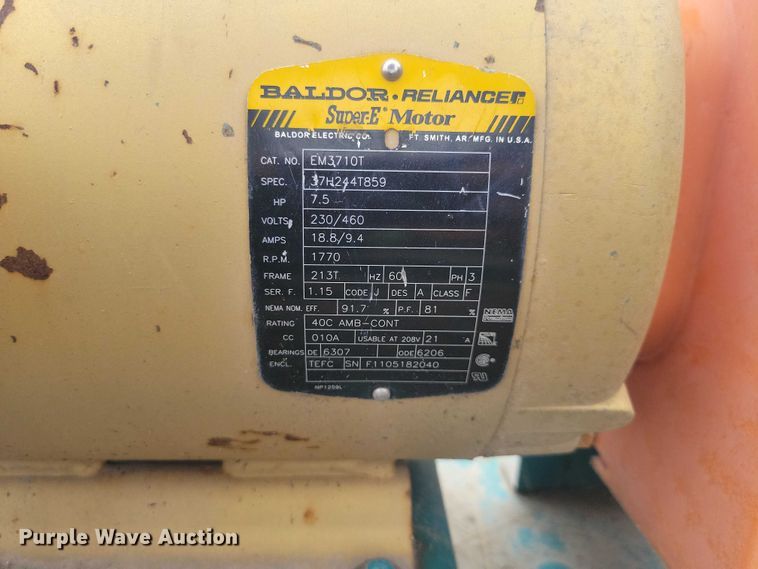 BALDOR • RELIANCE
Super-E® Motor
BALDOR ELECTRIC CO. FT. SMITH, AR. MFG. IN U.S.A.
CAT. NO. EM3710T
SPEC. 37H244T859
HP 7.5
VOLTS 230/460
AMPS 18.8/9.4
R.P.M. 1770
FRAME 213T HZ 60 PH 3
SER. F. 1.15 CODE J DES A CLASS F
NEMA NOM. EFF. 91.7 % P.F. 81 %
NEMA
RATING 40C AMB-CONT
CC 010A USABLE AT 208V 21 A
BEARINGS DE 6307 ODE 6206
ENCL. TEFC SN F1105182040
NP1259L
Purple Wave Auction